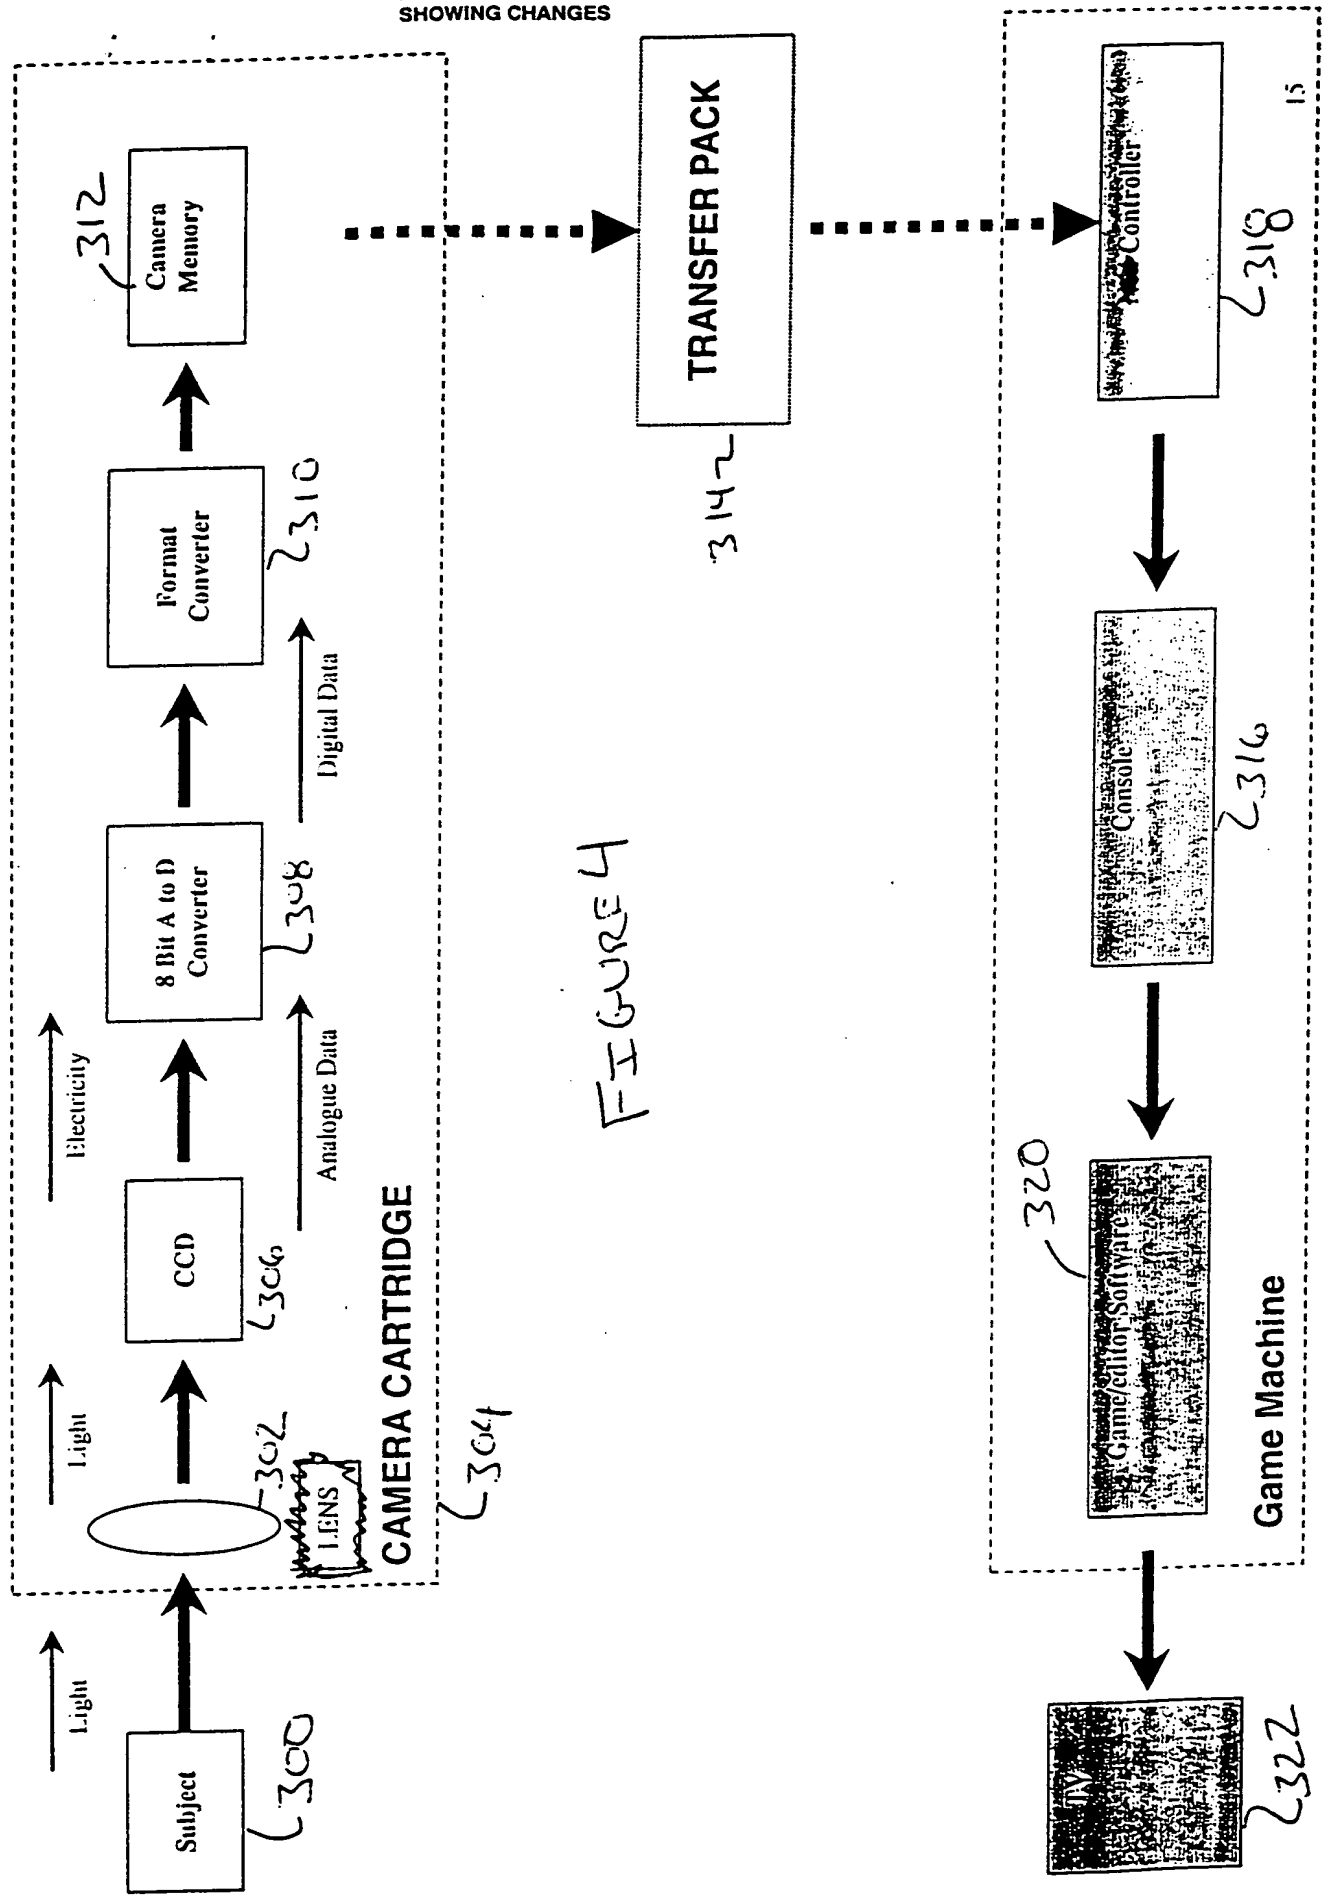 SHOWING CHANGES
Light
Light
Electricity
Subject
300
302
LENS
CCD
306
8 Bit A to D
Converter
308
Format
Converter
310
Camera
Memory
312
Analogue Data
Digital Data
CAMERA CARTRIDGE
304
FIGURE 4
314
TRANSFER PACK
TV
322
320
Game/editor Software
Console
316
Controller
318
Game Machine
15